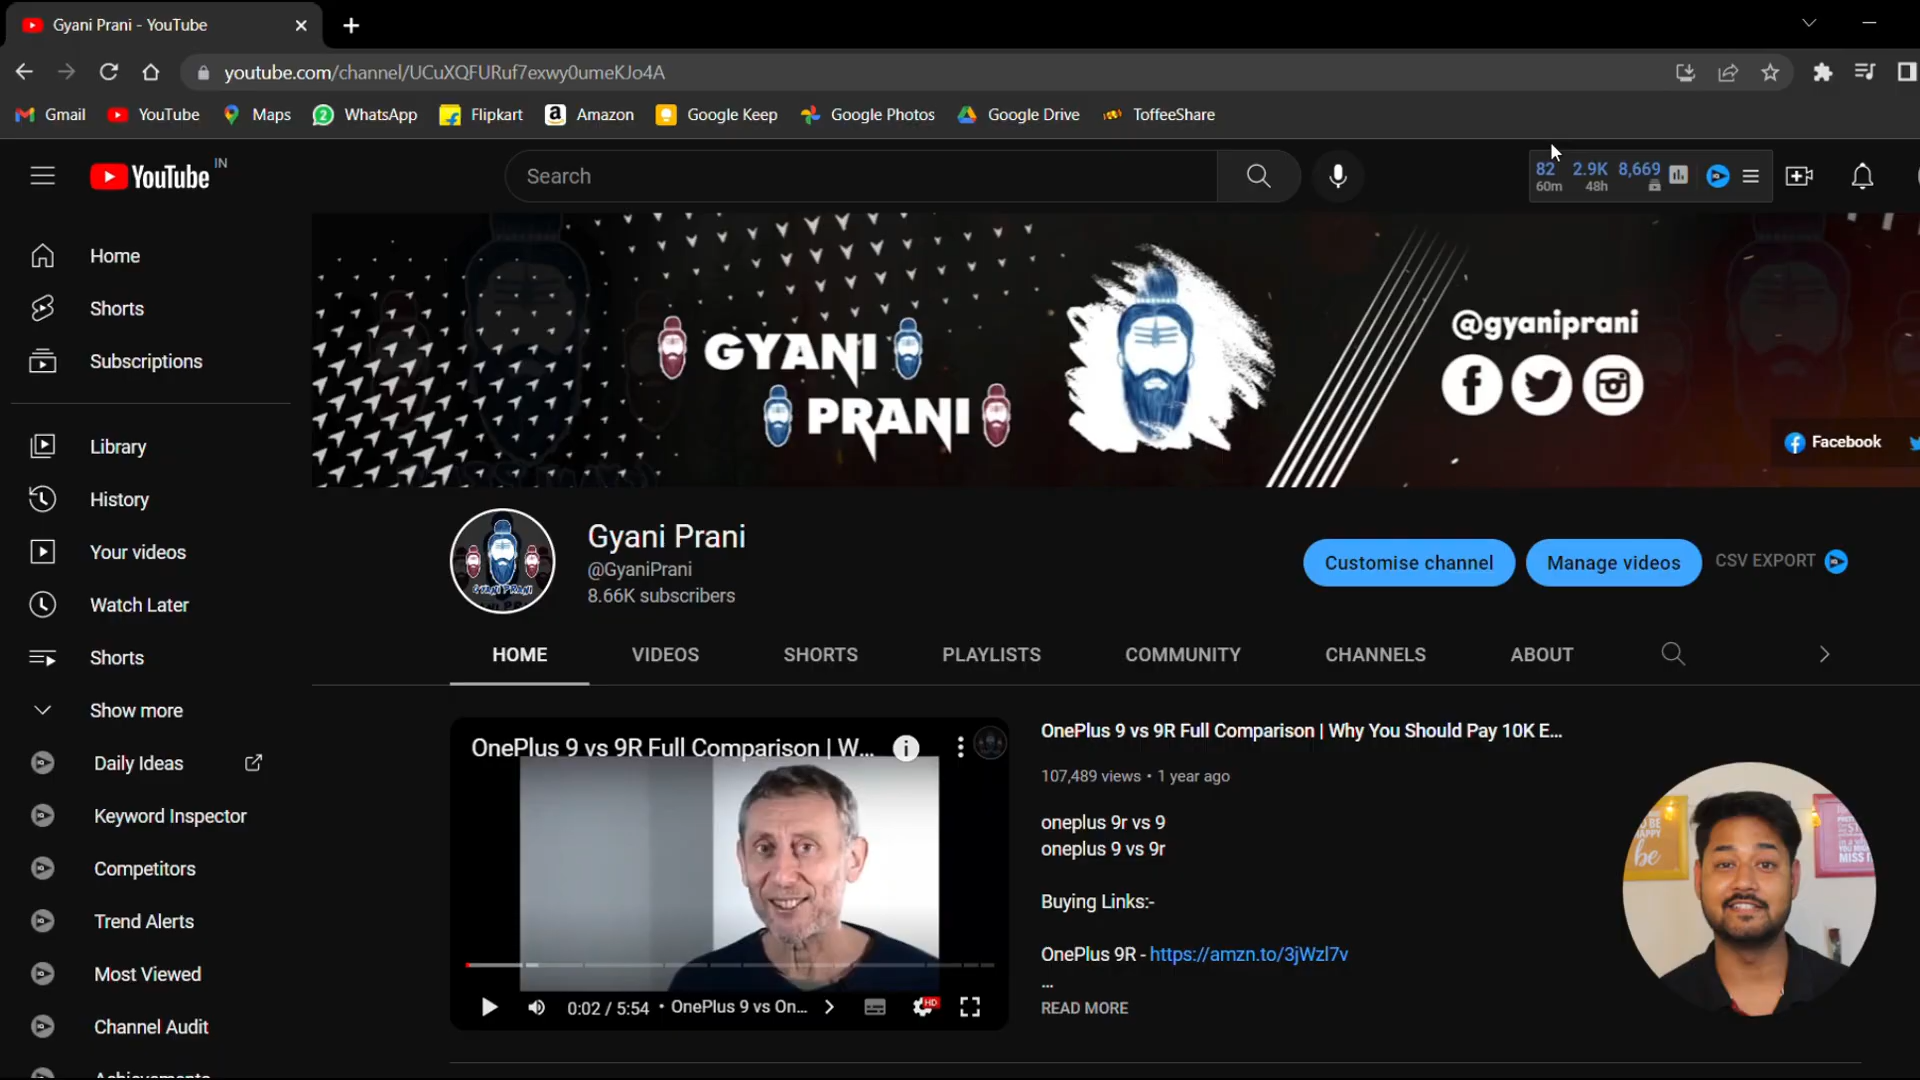 Gyani Prani - YouTube
youtube.com/channel/UCuXQFURuf7exwy0umeKJo4A
Gmail YouTube Maps WhatsApp Flipkart Amazon Google Keep Google Photos Google Drive ToffeeShare
YouTube IN
Search
82 2.9K 8,669
60m 48h
Home
Shorts
Subscriptions
Library
History
Your videos
Watch Later
Shorts
Show more
Daily Ideas
Keyword Inspector
Competitors
Trend Alerts
Most Viewed
Channel Audit
GYANI
PRANI
@gyaniprani
Facebook
GYANI PRANI
Gyani Prani
@GyaniPrani
8.66K subscribers
Customise channel
Manage videos
CSV EXPORT
HOME VIDEOS SHORTS PLAYLISTS COMMUNITY CHANNELS ABOUT
OnePlus 9 vs 9R Full Comparison | W...
0:02 / 5:54 • OnePlus 9 vs On...
HD
OnePlus 9 vs 9R Full Comparison | Why You Should Pay 10K E...
107,489 views • 1 year ago
oneplus 9r vs 9
oneplus 9 vs 9r
Buying Links:-
OnePlus 9R - https://amzn.to/3jWzl7v
...
READ MORE